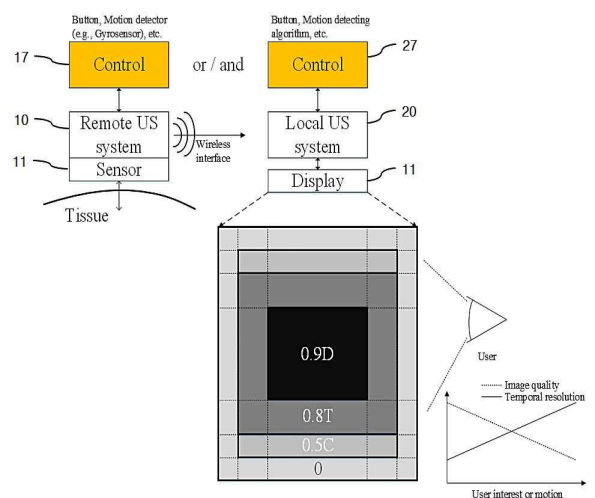 Button, Motion detector
(e.g., Gyrosensor), etc.
Button, Motion detecting
algorithm, etc.
17
Control
or / and
Control
27
10
Remote US
system
Wireless
interface
Local US
system
20
11
Sensor
Display
11
Tissue
0.9D
0.8T
0.5C
0
User
Image quality
Temporal resolution
User interest or motion